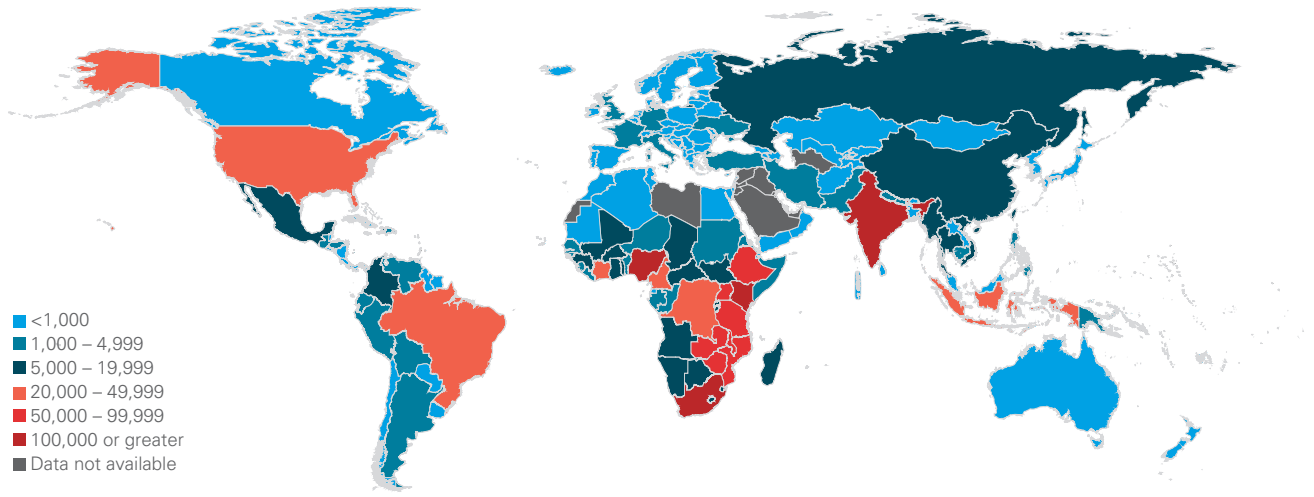 <1,000
1,000 – 4,999
5,000 – 19,999
20,000 – 49,999
50,000 – 99,999
100,000 or greater
Data not available